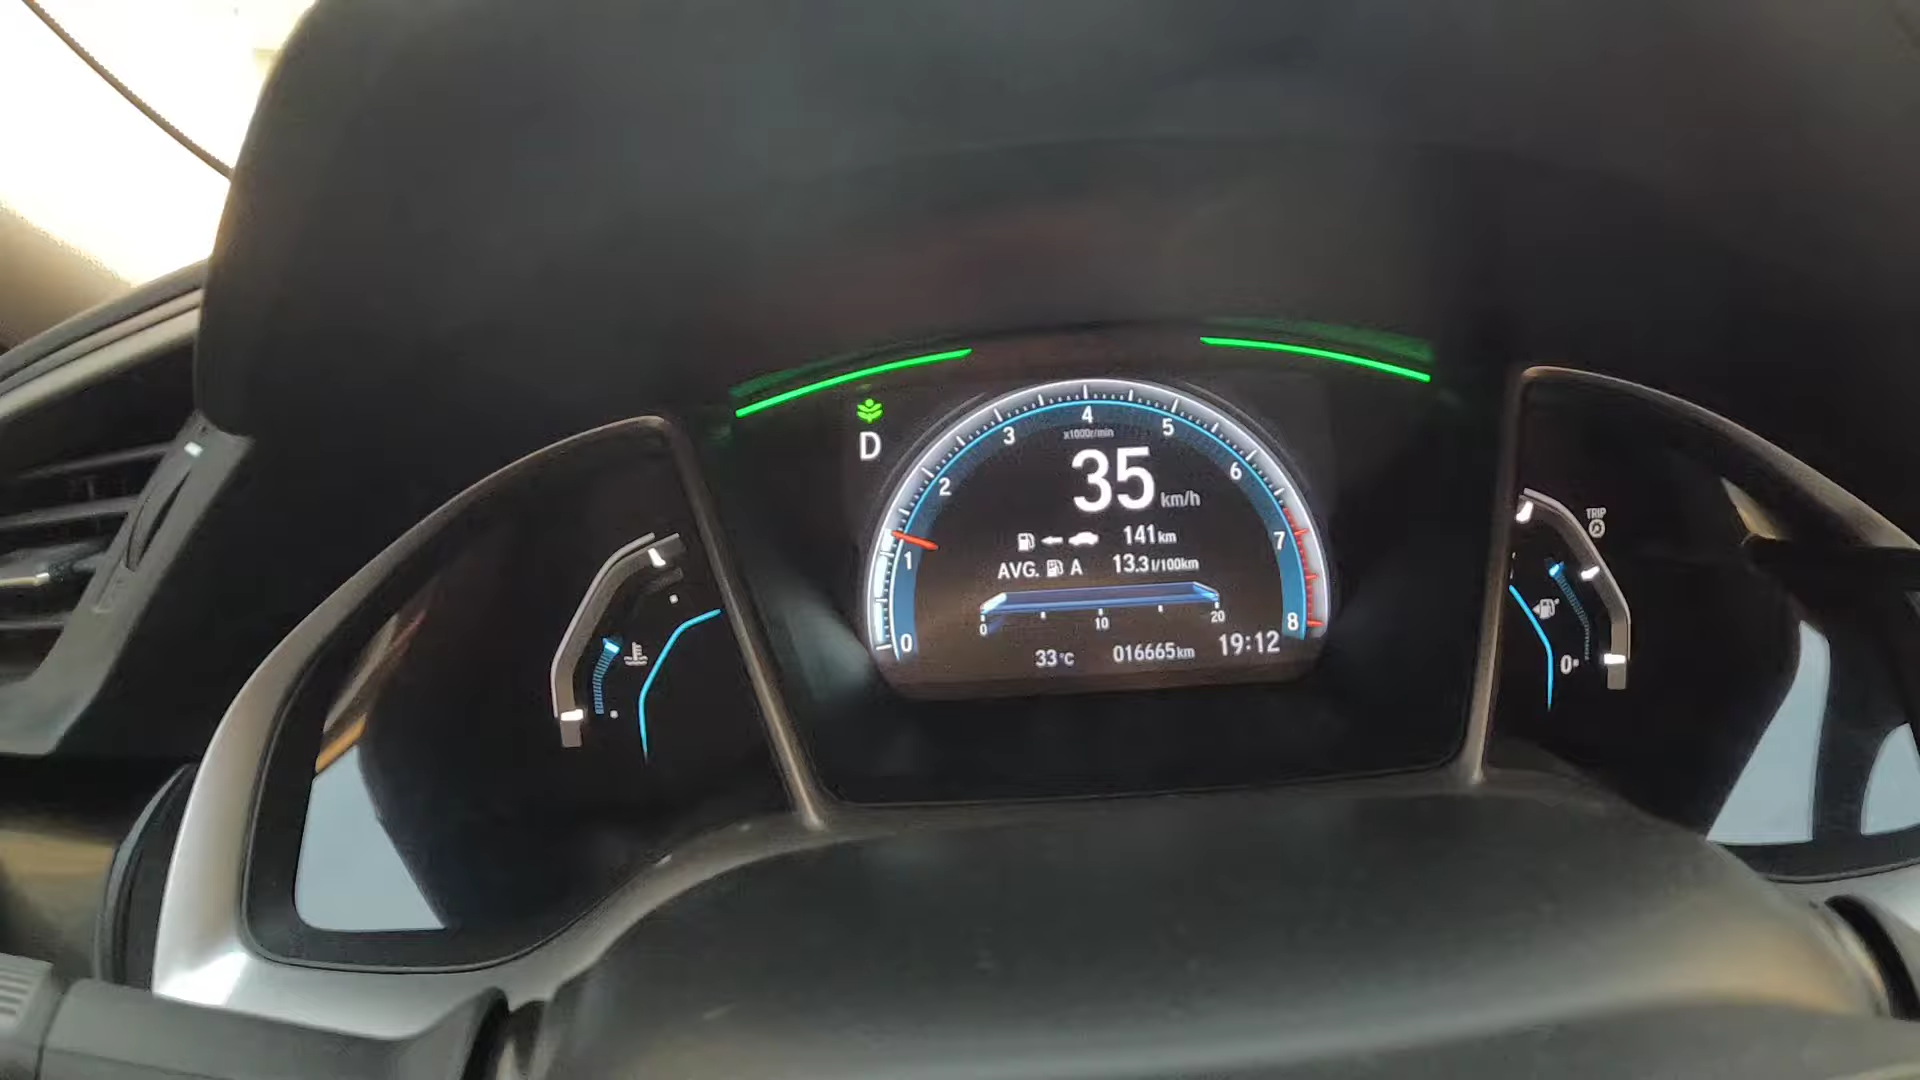 D
0 1 2 3 4 5 6 7 8
x1000r/min
35 km/h
141 km
AVG. A 13.3 l/100km
0 10 20
33°C 016665 km 19:12
TRIP
0